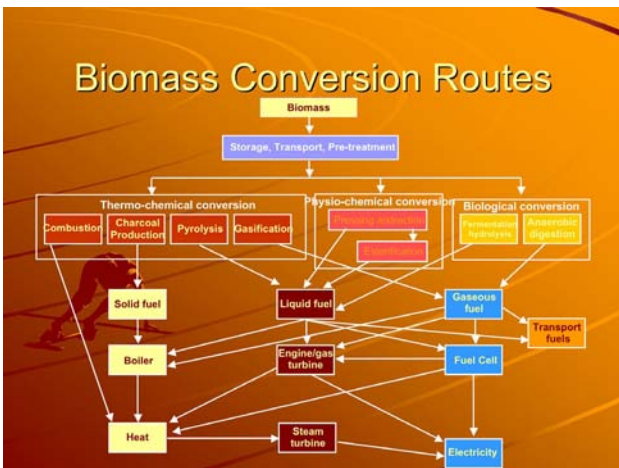 Biomass Conversion Routes
Biomass
Storage, Transport, Pre-treatment
Thermo-chemical conversion
Physio-chemical conversion
Biological conversion
Combustion
Charcoal
Production
Pyrolysis
Gasification
Pressing extraction
Esterification
Fermentation
hydrolysis
Anaerobic
digestion
Solid fuel
Liquid fuel
Gaseous
fuel
Transport
fuels
Boiler
Engine/gas
turbine
Fuel Cell
Heat
Steam
turbine
Electricity